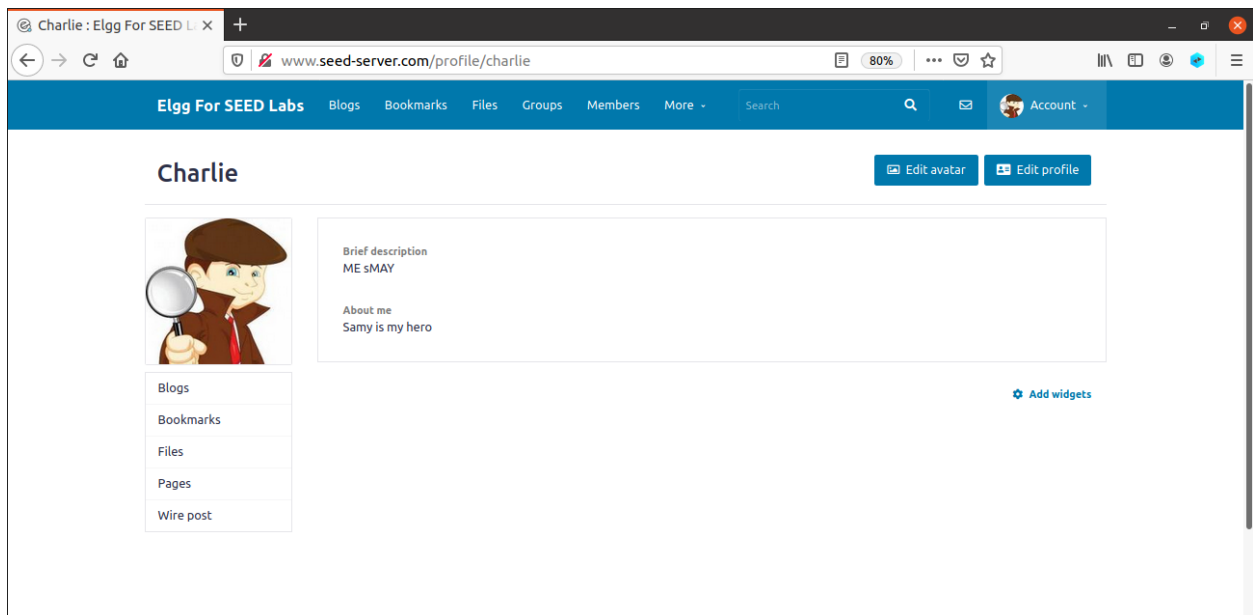 Charlie : Elgg For SEED La
www.seed-server.com/profile/charlie 80%
Elgg For SEED Labs Blogs Bookmarks Files Groups Members More Search Account
Charlie Edit avatar Edit profile
Brief description
ME sMAY
About me
Samy is my hero
Blogs Add widgets
Bookmarks
Files
Pages
Wire post